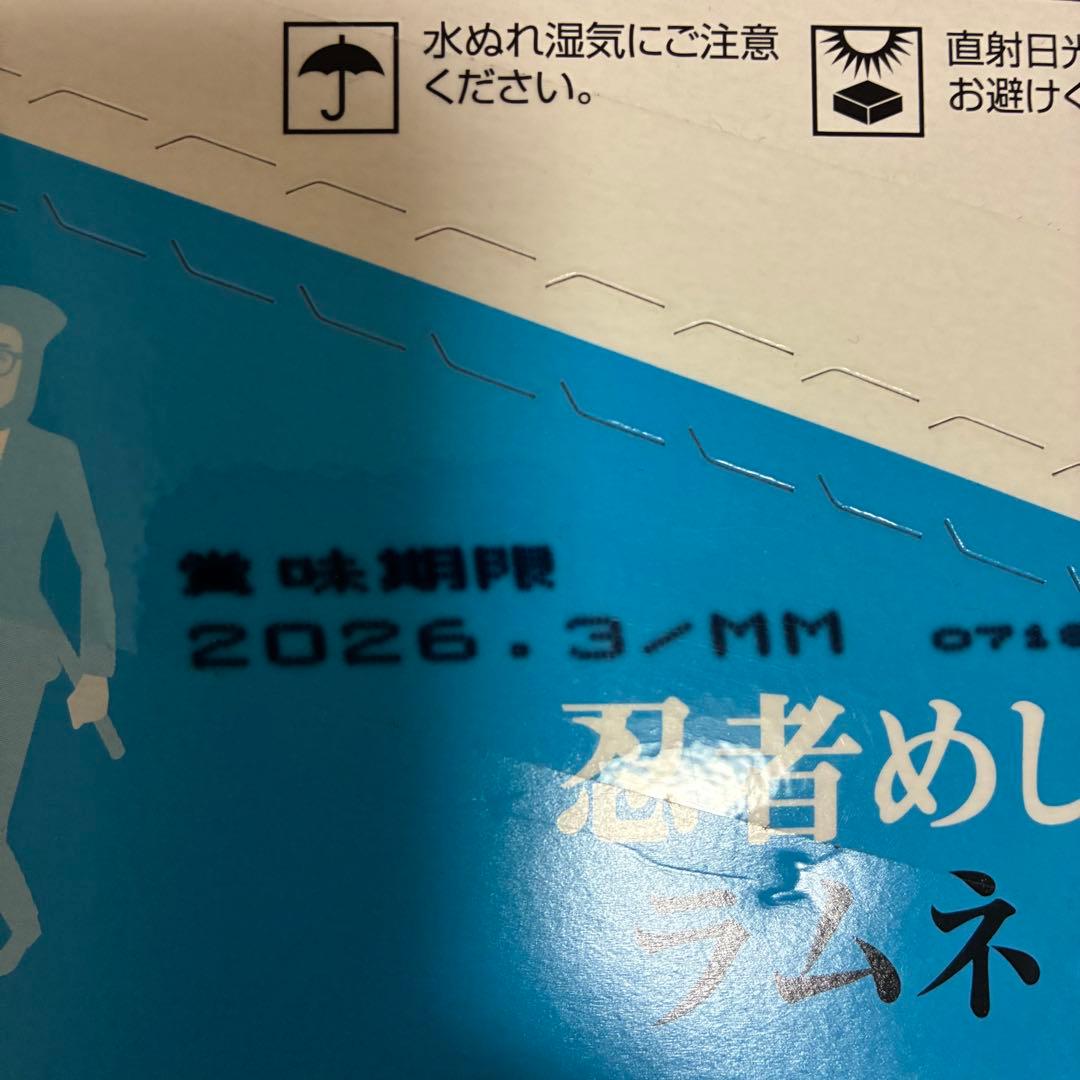 水ぬれ湿気にご注意
ください。
直射日光
お避けく
賞味期限
2026.3/MM 0718
忍者めし
ラムネ